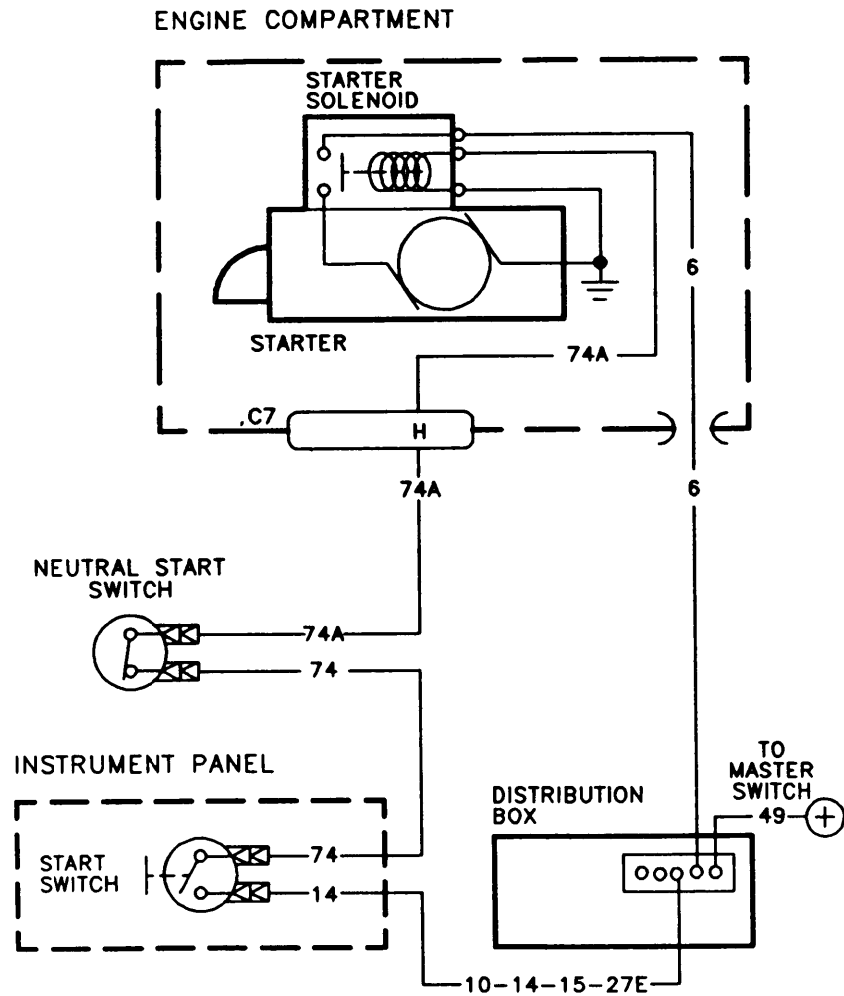 ENGINE COMPARTMENT
STARTER
SOLENOID
6
STARTER
74A
,C7
H
74A
6
NEUTRAL START
SWITCH
74A
74
INSTRUMENT PANEL
TO
MASTER
SWITCH
DISTRIBUTION
BOX
49
START
SWITCH
74
14
10-14-15-27E